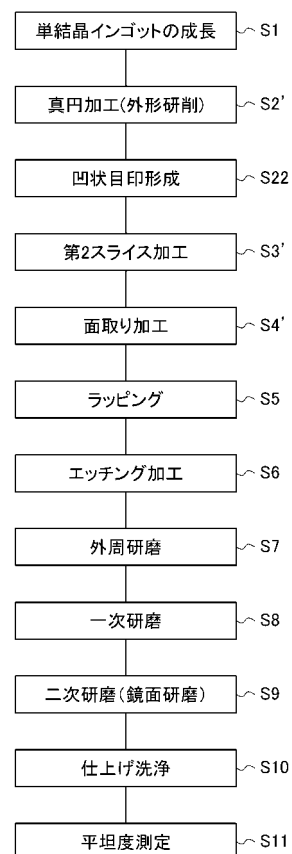 単結晶インゴットの成長 S1
真円加工(外形研削) S2'
凹状目印形成 S22
第2スライス加工 S3'
面取り加工 S4'
ラッピング S5
エッチング加工 S6
外周研磨 S7
一次研磨 S8
二次研磨(鏡面研磨) S9
仕上げ洗浄 S10
平坦度測定 S11